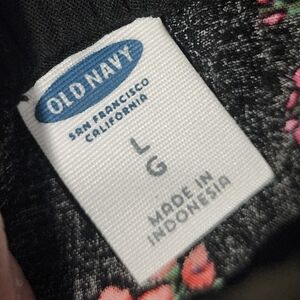 OLD NAVY
SAN FRANCISCO
CALIFORNIA
L
G
MADE IN
INDONESIA